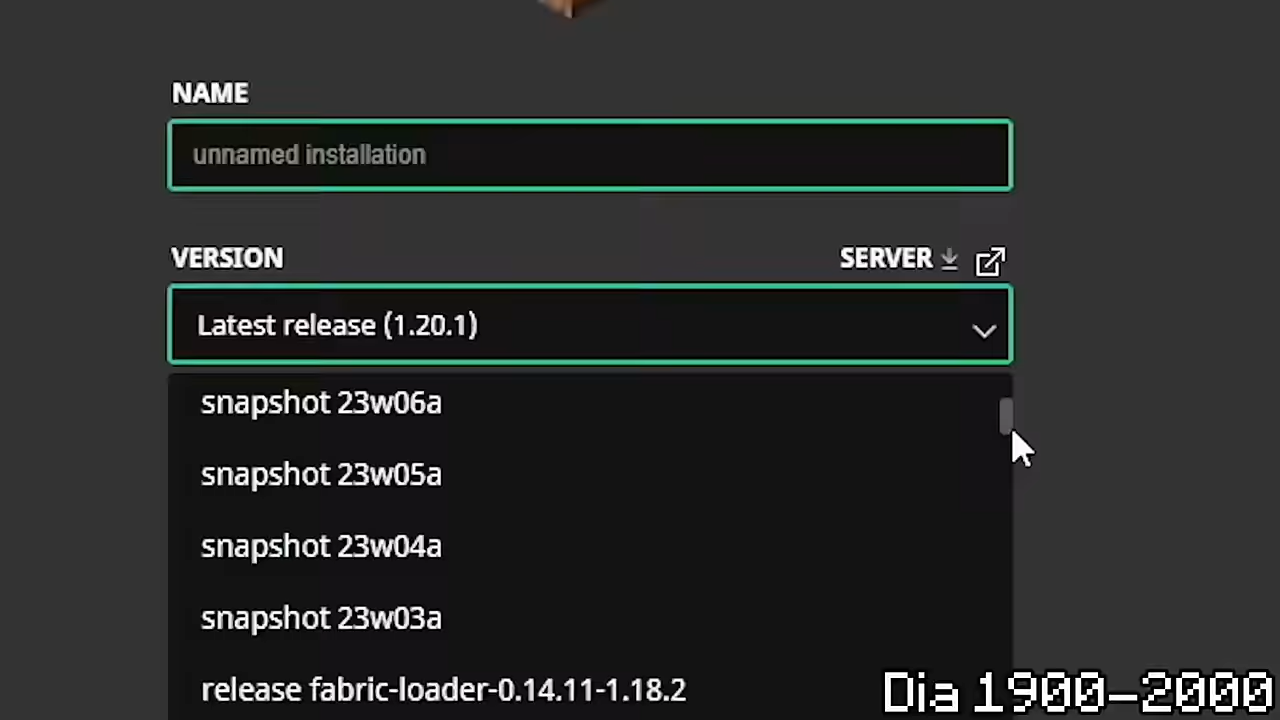 NAME
unnamed installation
VERSION
SERVER
Latest release (1.20.1)
snapshot 23w06a
snapshot 23w05a
snapshot 23w04a
snapshot 23w03a
release fabric-loader-0.14.11-1.18.2
Dia 1900-2000